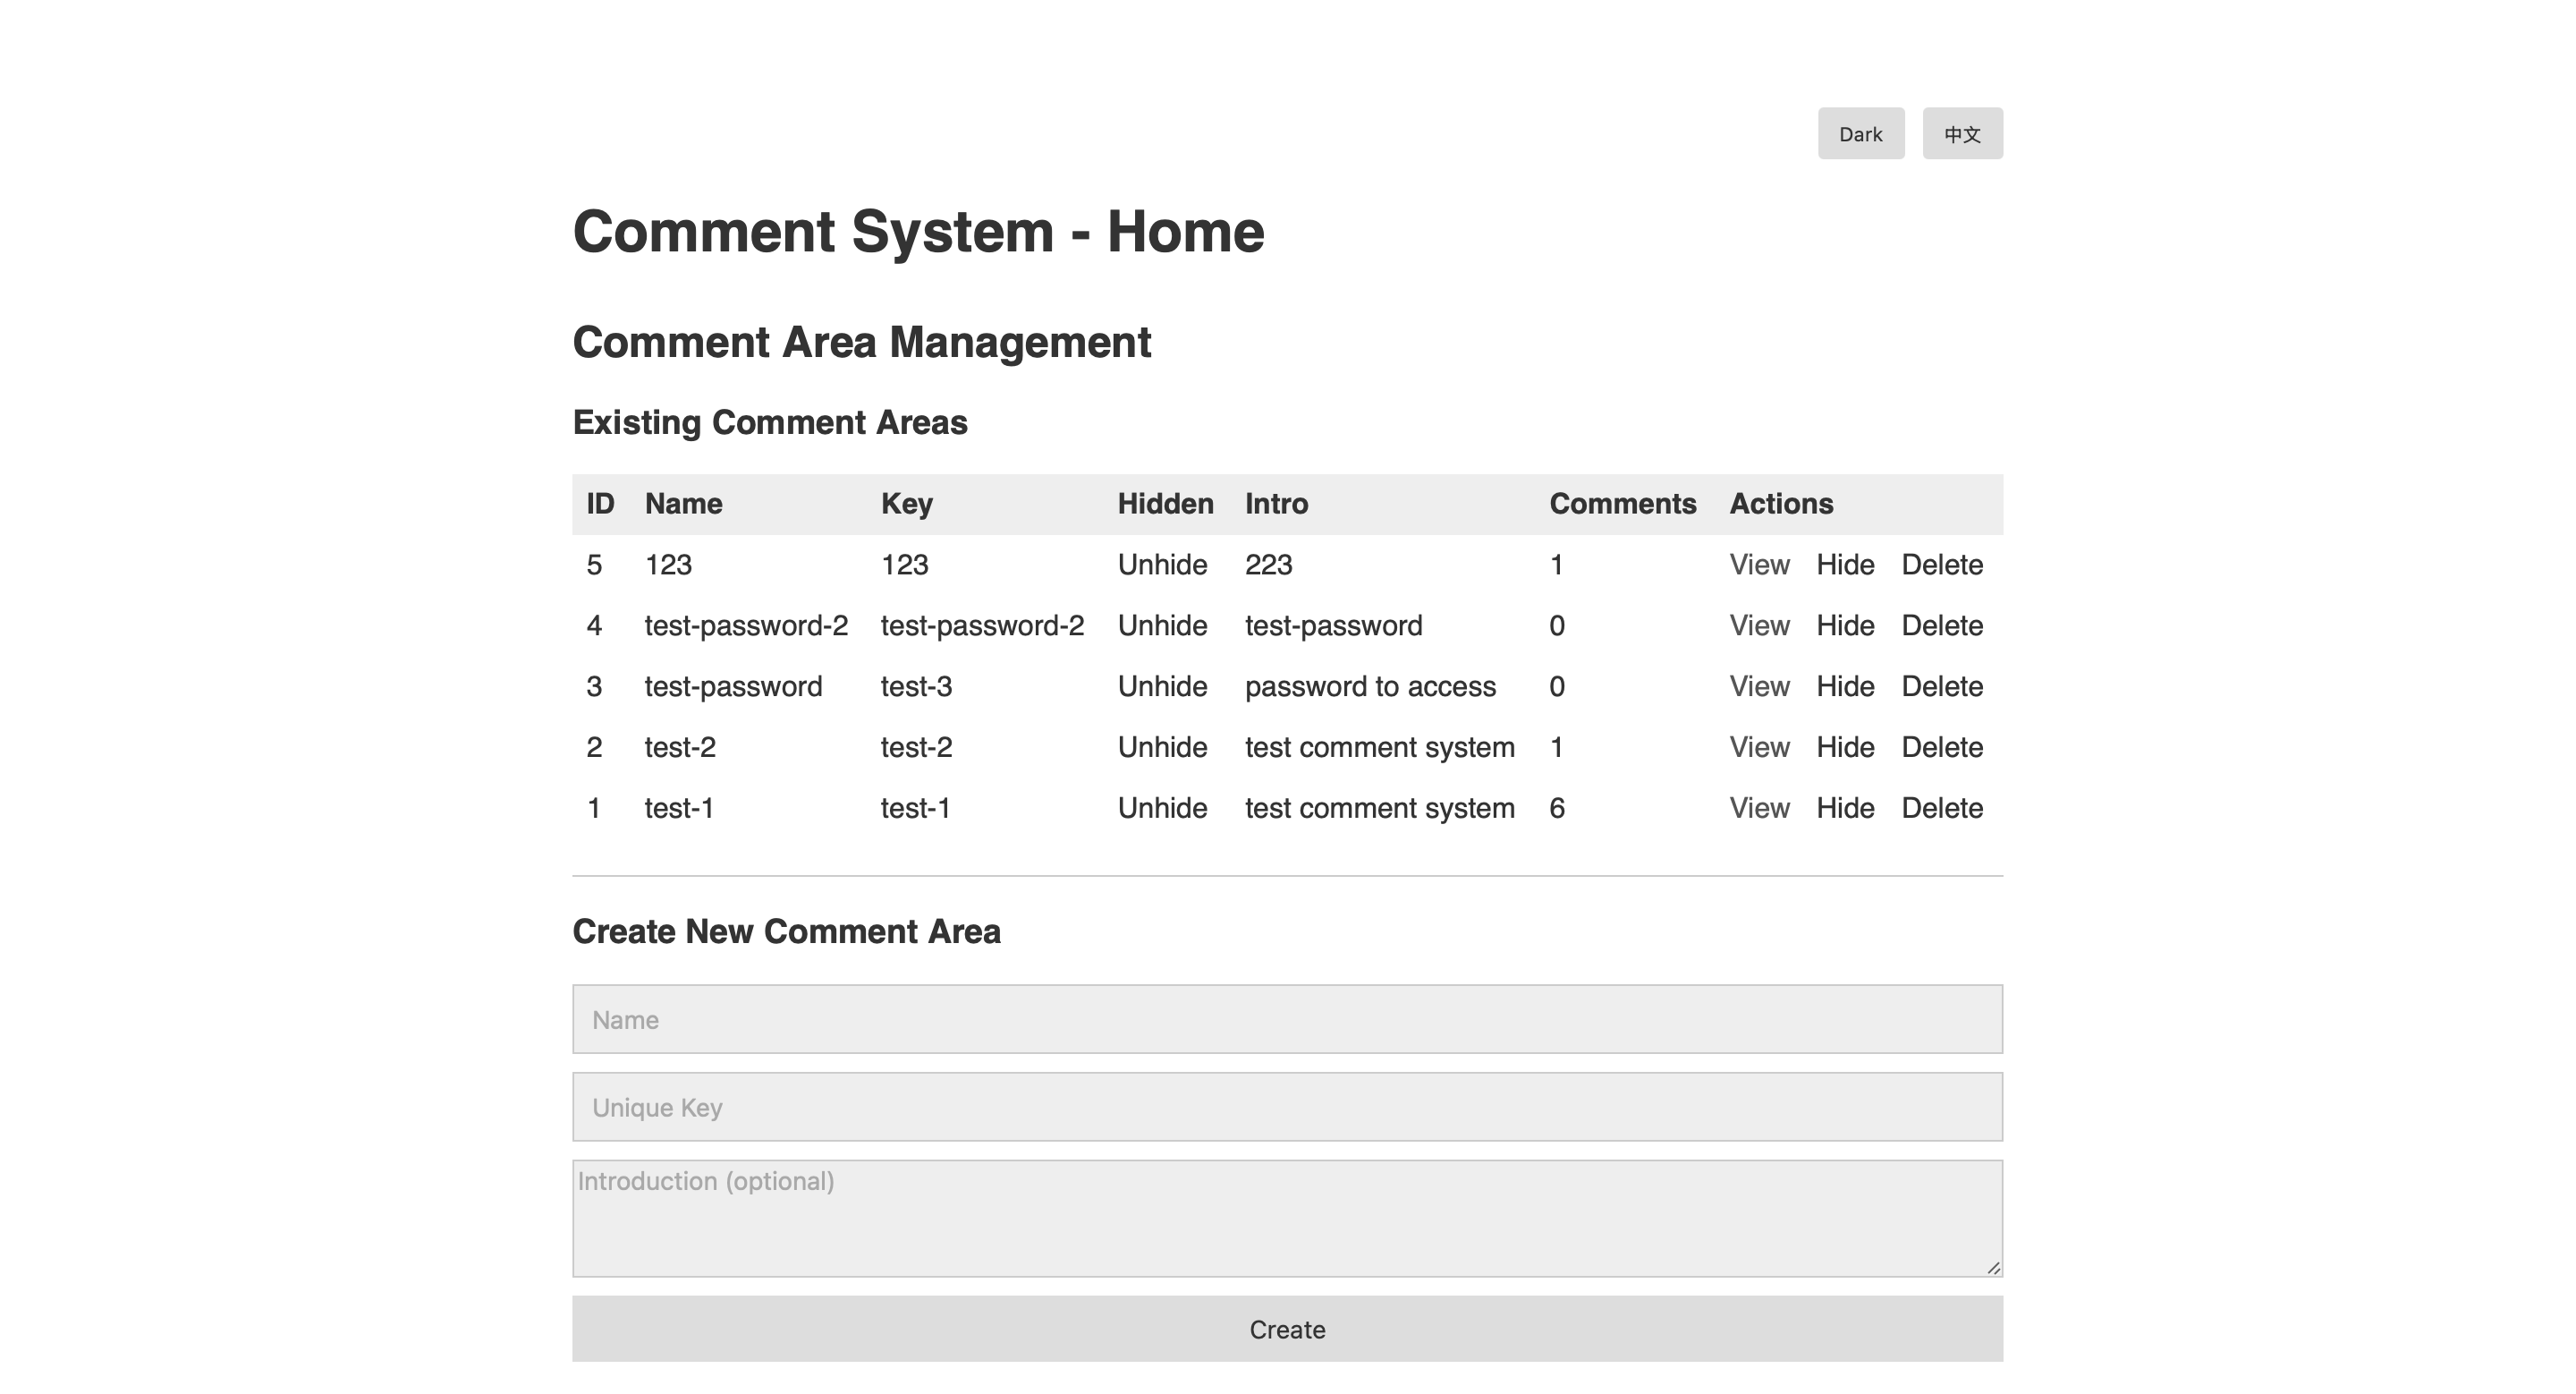 Dark 中文
Comment System - Home
Comment Area Management
Existing Comment Areas
ID Name Key Hidden Intro Comments Actions
5 123 123 Unhide 223 1 View Hide Delete
4 test-password-2 test-password-2 Unhide test-password 0 View Hide Delete
3 test-password test-3 Unhide password to access 0 View Hide Delete
2 test-2 test-2 Unhide test comment system 1 View Hide Delete
1 test-1 test-1 Unhide test comment system 6 View Hide Delete
Create New Comment Area
Name
Unique Key
Introduction (optional)
Create